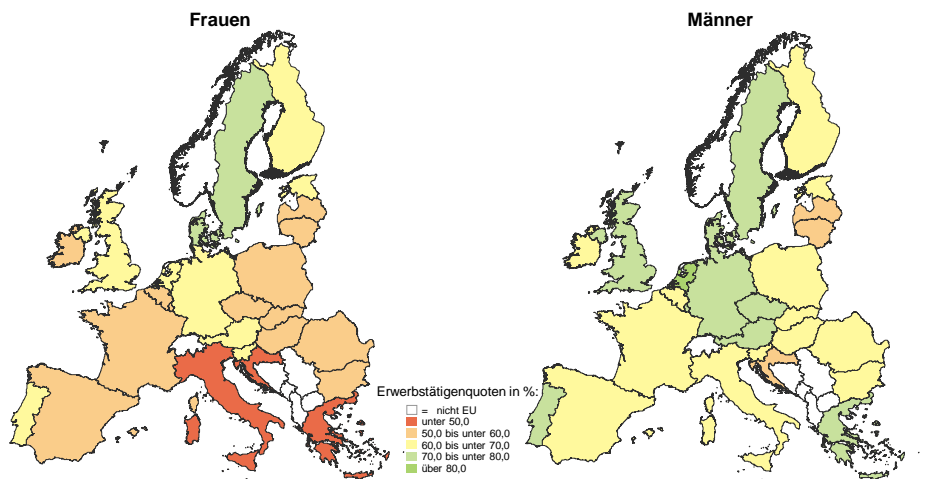 Frauen
Männer
Erwerbstätigenquoten in %:
= nicht EU
unter 50,0
50,0 bis unter 60,0
60,0 bis unter 70,0
70,0 bis unter 80,0
über 80,0